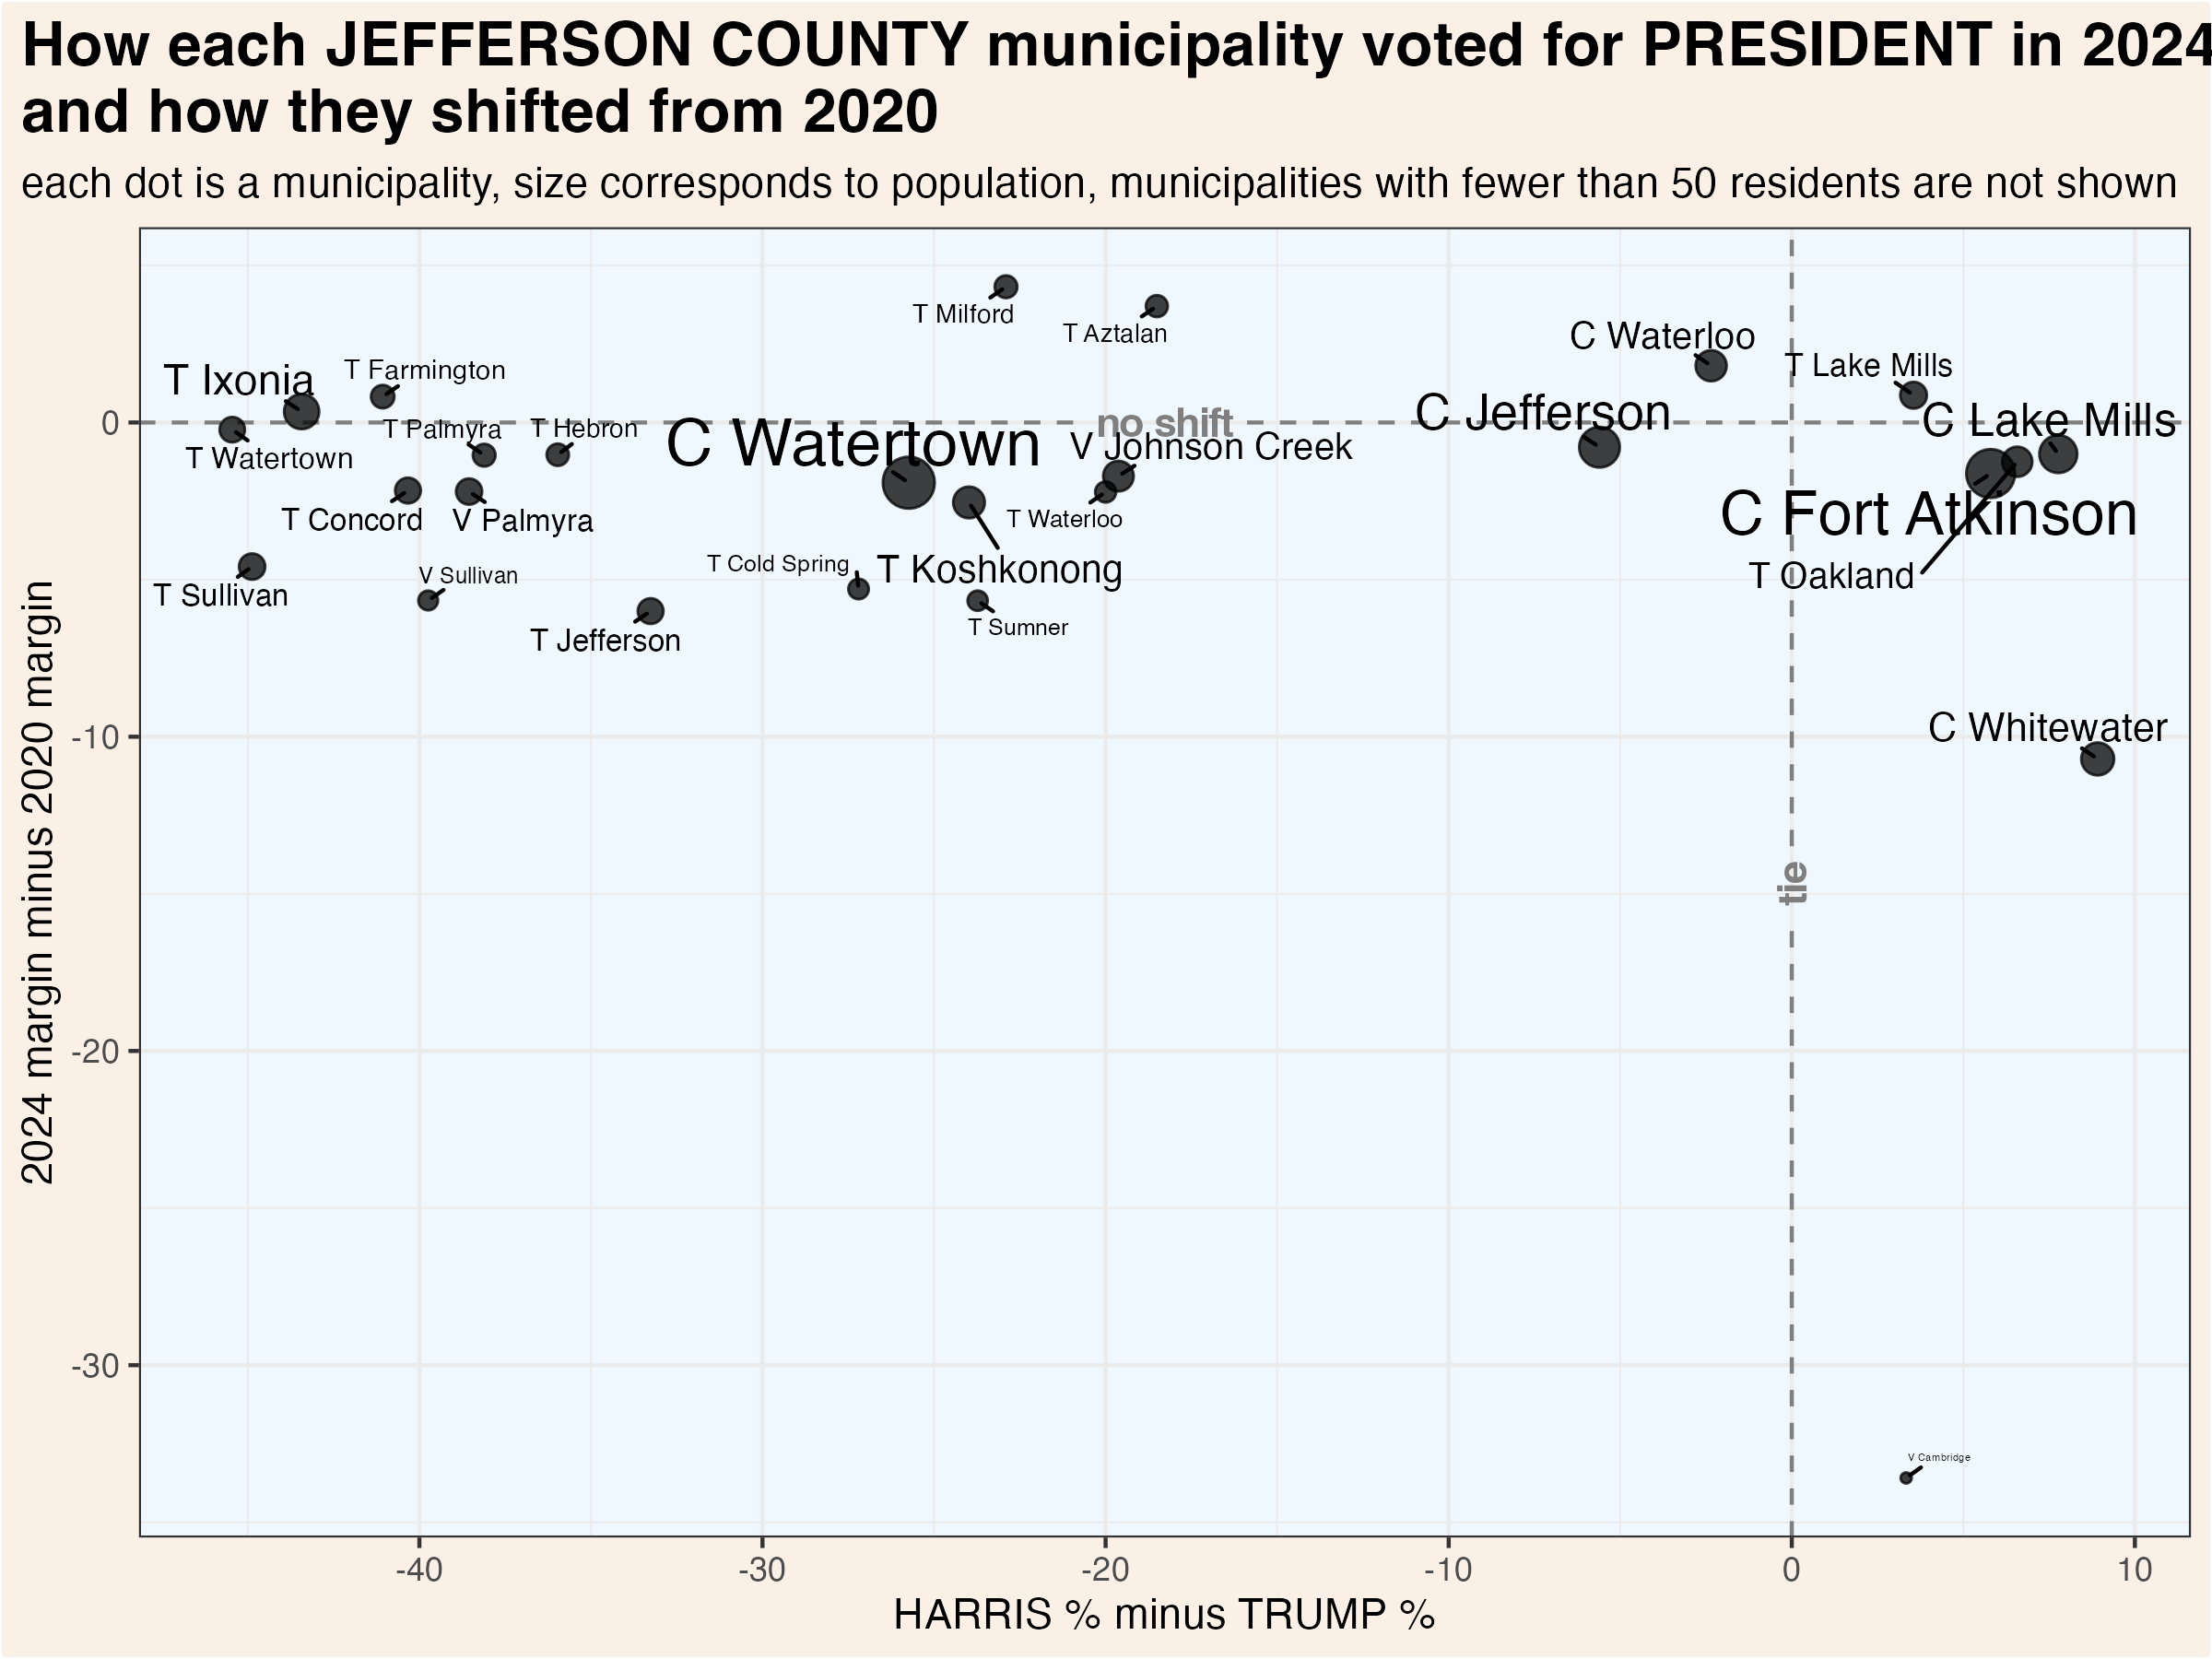 How each JEFFERSON COUNTY municipality voted for PRESIDENT in 2024
and how they shifted from 2020
each dot is a municipality, size corresponds to population, municipalities with fewer than 50 residents are not shown
2024 margin minus 2020 margin
T Milford
T Aztalan
C Waterloo
T Lake Mills
T Ixonia
T Farmington
C Jefferson
C Lake Mills
0
no shift
T Palmyra
T Hebron
C Watertown
V Johnson Creek
T Watertown
T Concord
V Palmyra
T Waterloo
C Fort Atkinson
T Cold Spring
T Koshkonong
T Oakland
V Sullivan
T Sullivan
T Sumner
T Jefferson
C Whitewater
-10
tie
-20
-30
V Cambridge
-40
-30
-20
-10
0
10
HARRIS % minus TRUMP %